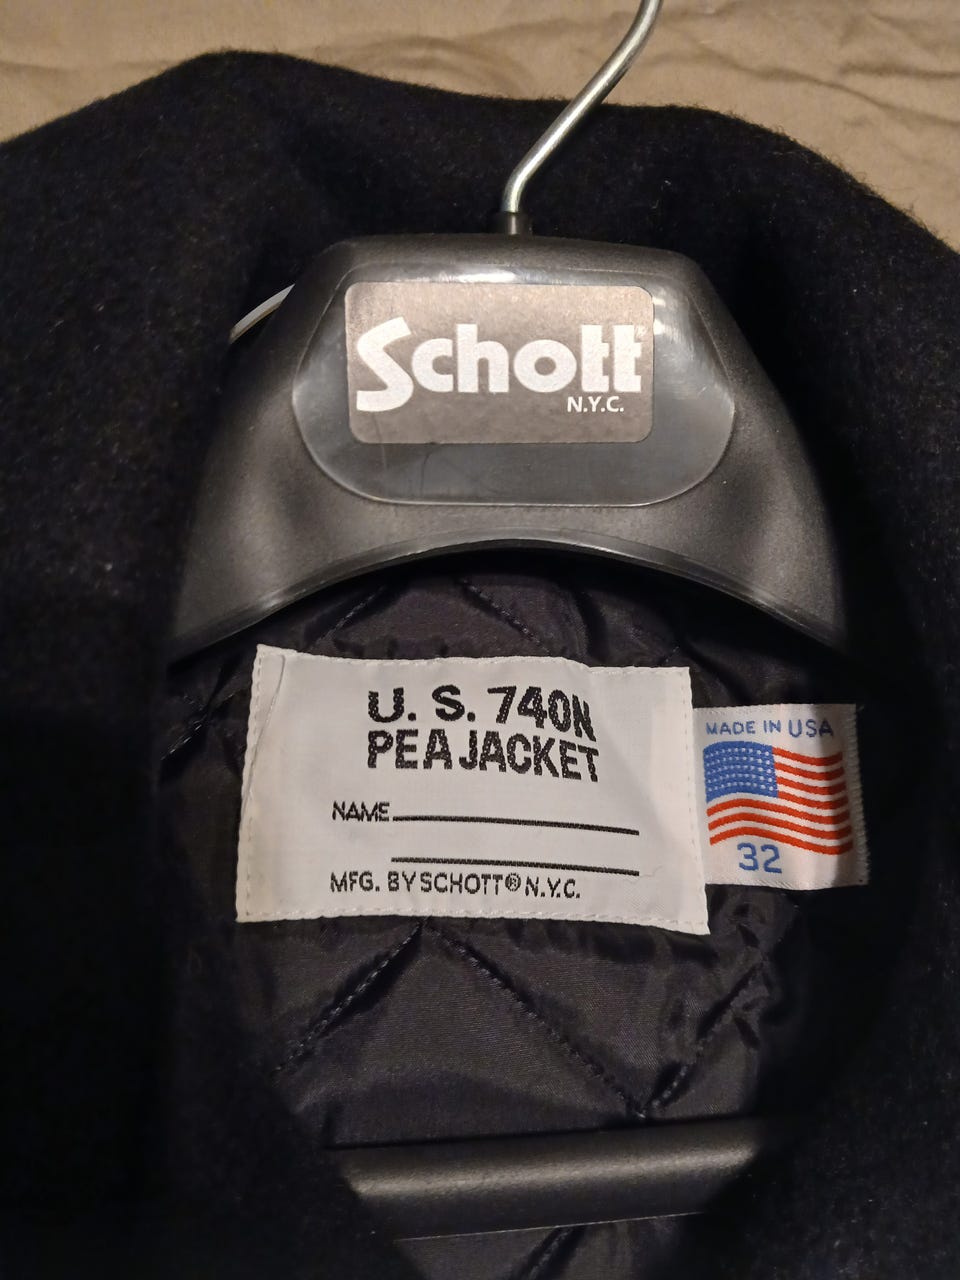 Schott
N.Y.C.
U. S. 740N
PEA JACKET
NAME
MFG. BY SCHOTT® N.Y.C.
MADE IN USA
32